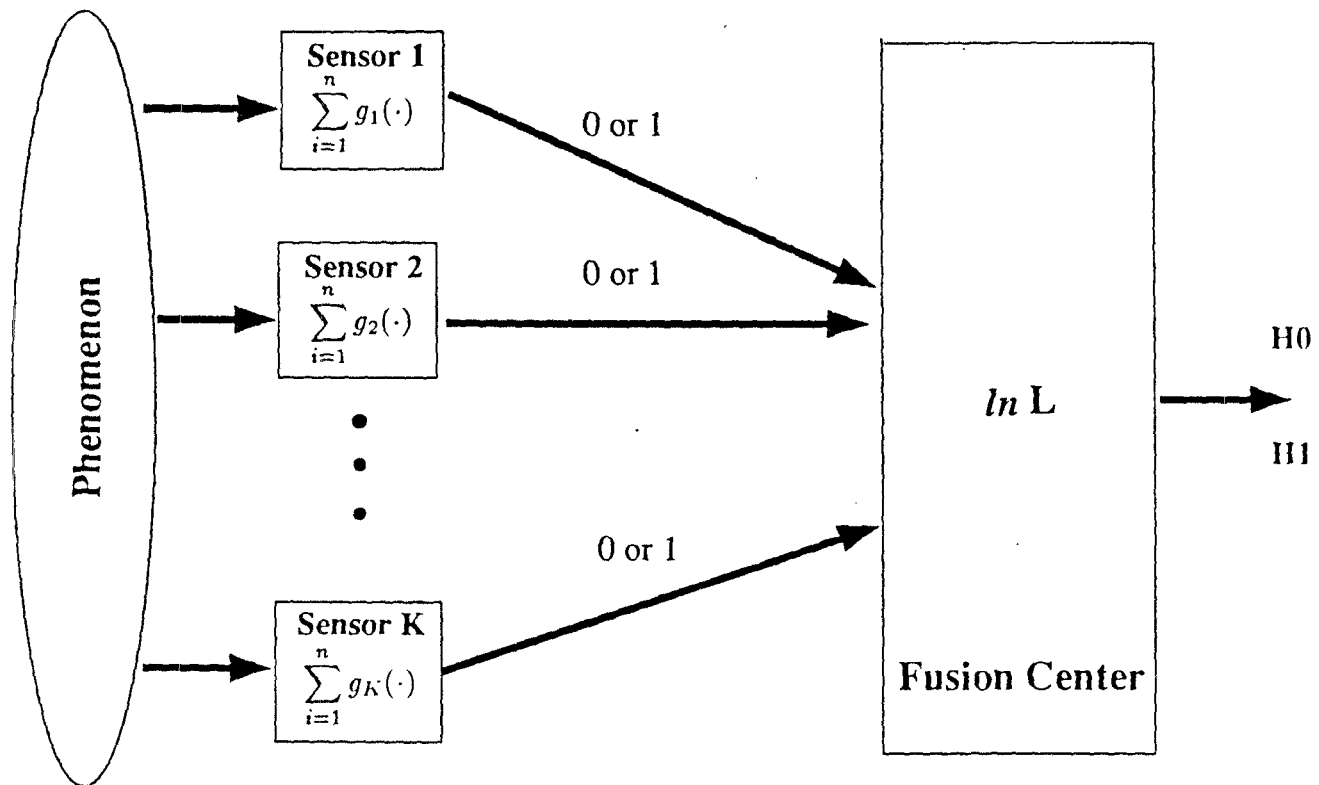 Phenomenon
Sensor 1
n
∑ g₁(·)
i=1
0 or 1
Sensor 2
n
∑ g₂(·)
i=1
0 or 1
Sensor K
n
∑ g_K(·)
i=1
0 or 1
ln L
Fusion Center
H0
H1